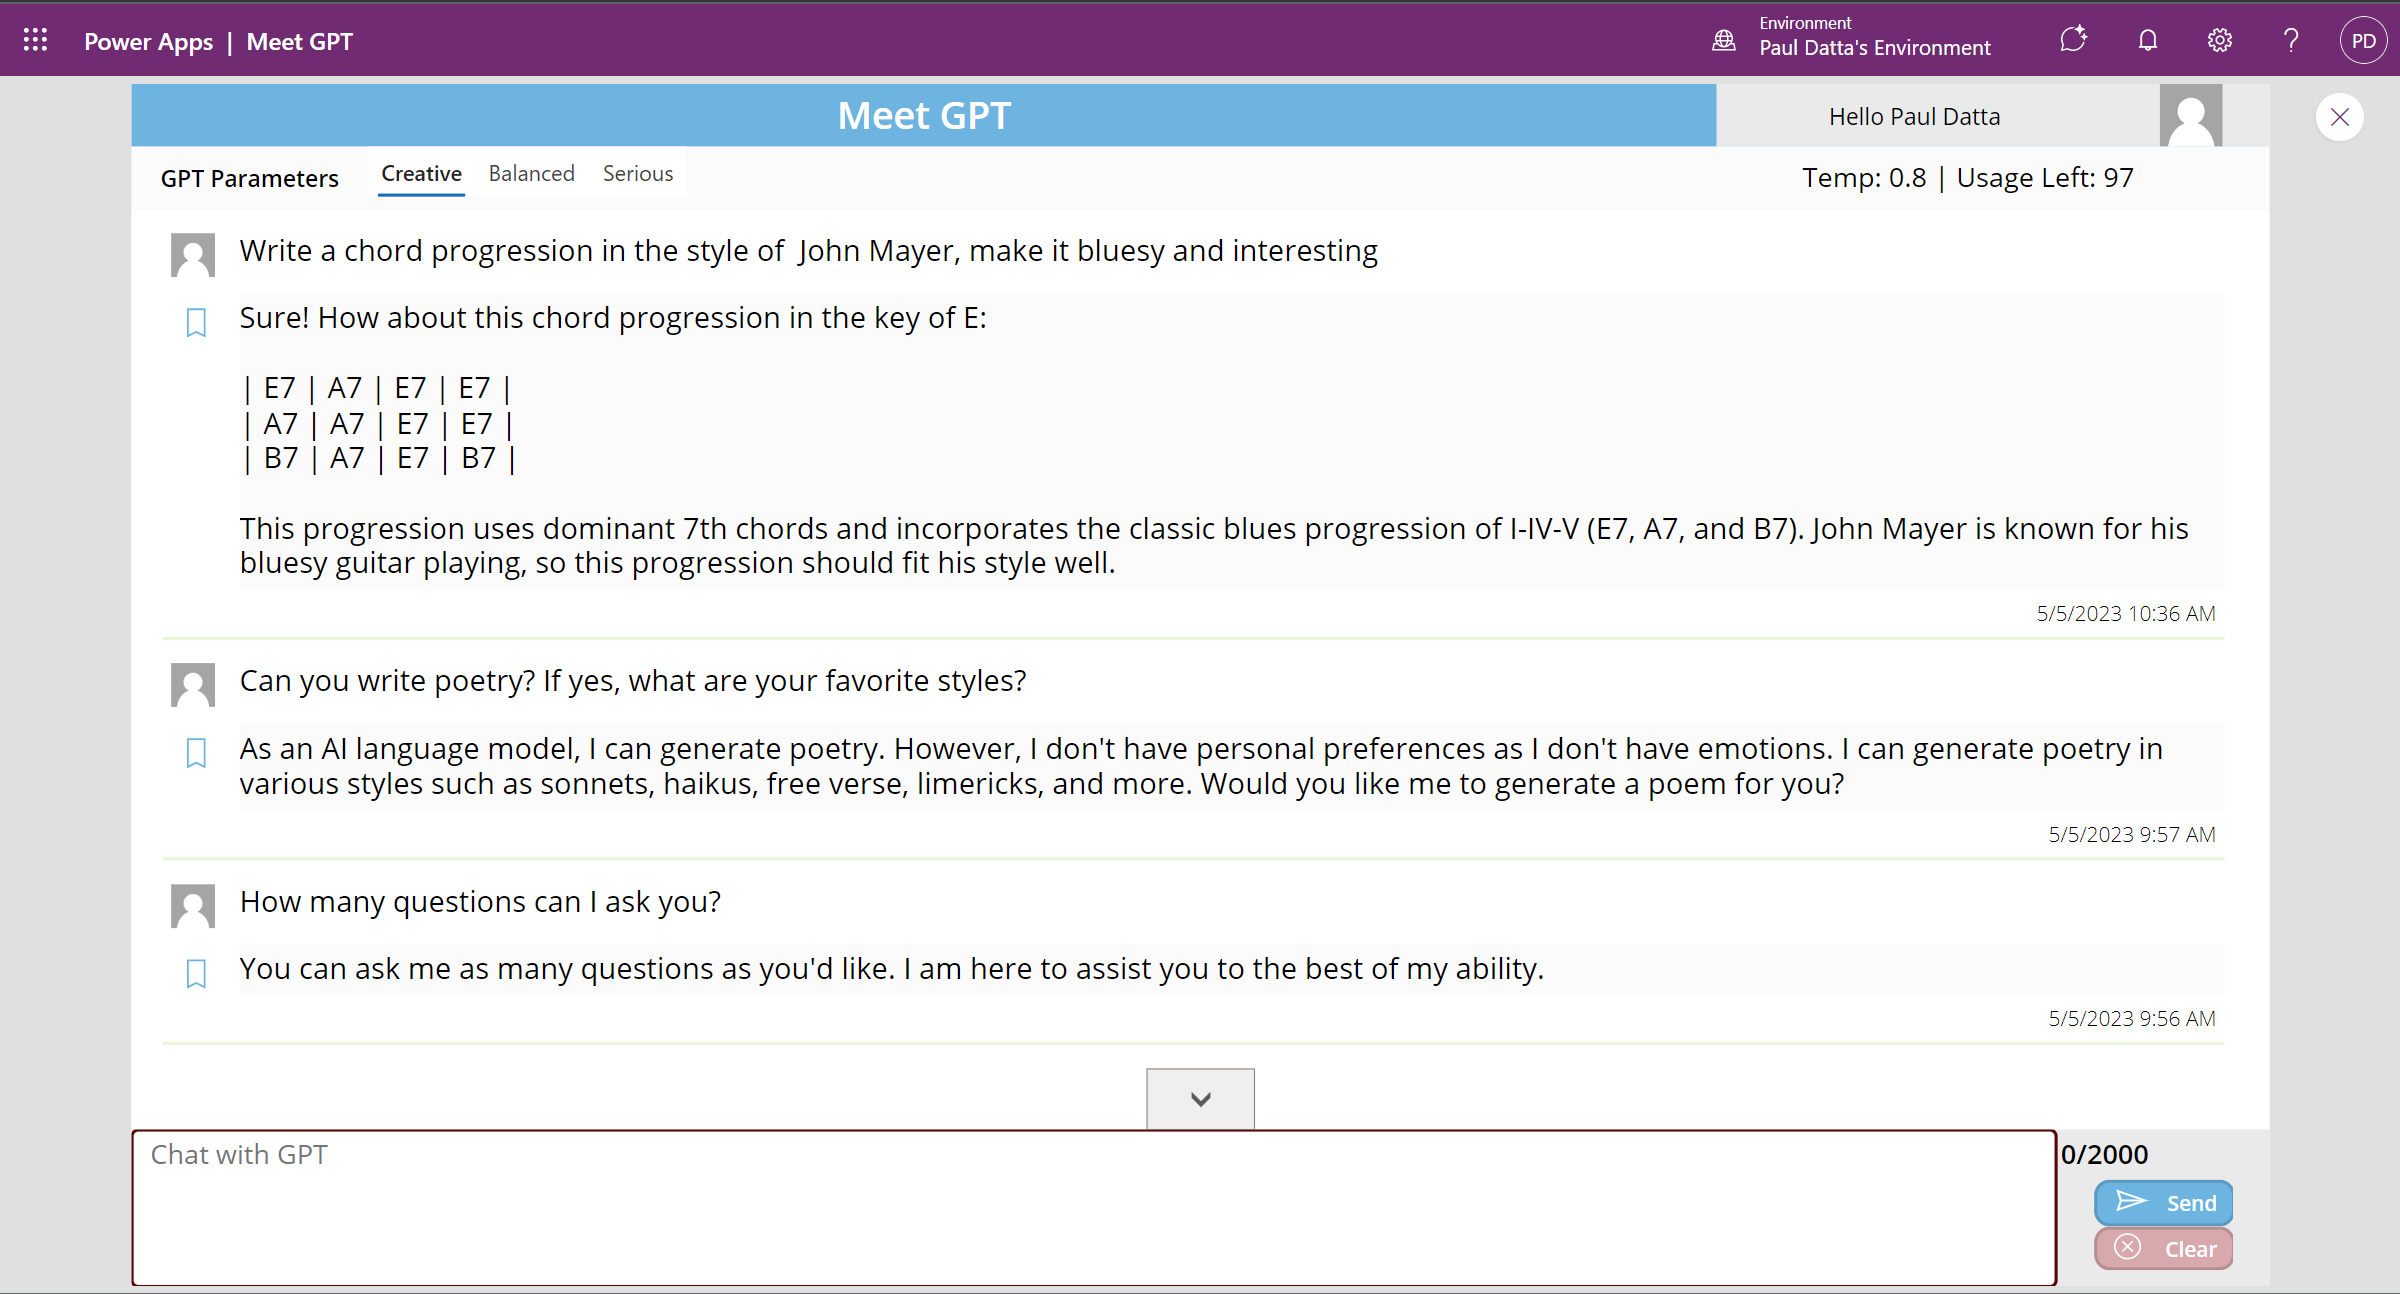 Power Apps | Meet GPT
Environment
Paul Datta's Environment
?
PD
Meet GPT
Hello Paul Datta
GPT Parameters Creative Balanced Serious
Temp: 0.8 | Usage Left: 97
Write a chord progression in the style of  John Mayer, make it bluesy and interesting
Sure! How about this chord progression in the key of E:
| E7 | A7 | E7 | E7 |
| A7 | A7 | E7 | E7 |
| B7 | A7 | E7 | B7 |
This progression uses dominant 7th chords and incorporates the classic blues progression of I-IV-V (E7, A7, and B7). John Mayer is known for his
bluesy guitar playing, so this progression should fit his style well.
5/5/2023 10:36 AM
Can you write poetry? If yes, what are your favorite styles?
As an AI language model, I can generate poetry. However, I don't have personal preferences as I don't have emotions. I can generate poetry in
various styles such as sonnets, haikus, free verse, limericks, and more. Would you like me to generate a poem for you?
5/5/2023 9:57 AM
How many questions can I ask you?
You can ask me as many questions as you'd like. I am here to assist you to the best of my ability.
5/5/2023 9:56 AM
Chat with GPT
0/2000
Send
Clear